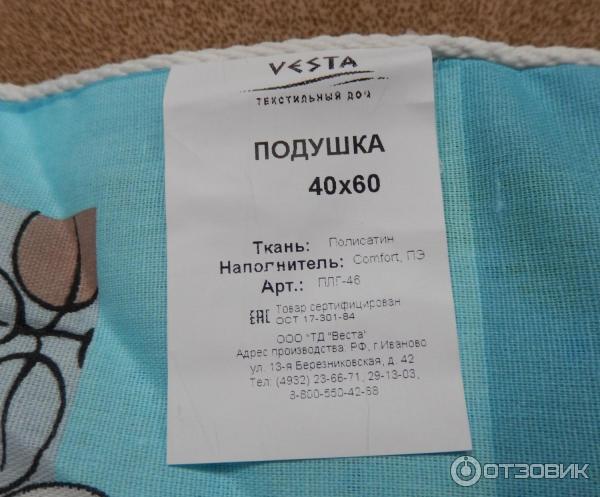 VESTA
ТЕКСТИЛЬНЫЙ ДОМ
ПОДУШКА
40х60
Ткань: Полисатин
Напогнитель: Comfort, ПЭ
Арт.: ПЛГ-46
EAC Товар сертифицирован
ОСТ 17-301-84
ООО "ТД "Веста"
Адрес производства. РФ, г.Иваново
ул. 13-я Березниковская, д. 42
Тел: (4932) 23-66-71, 29-13-03,
8-800-550-42-68
ОТЗОВИК